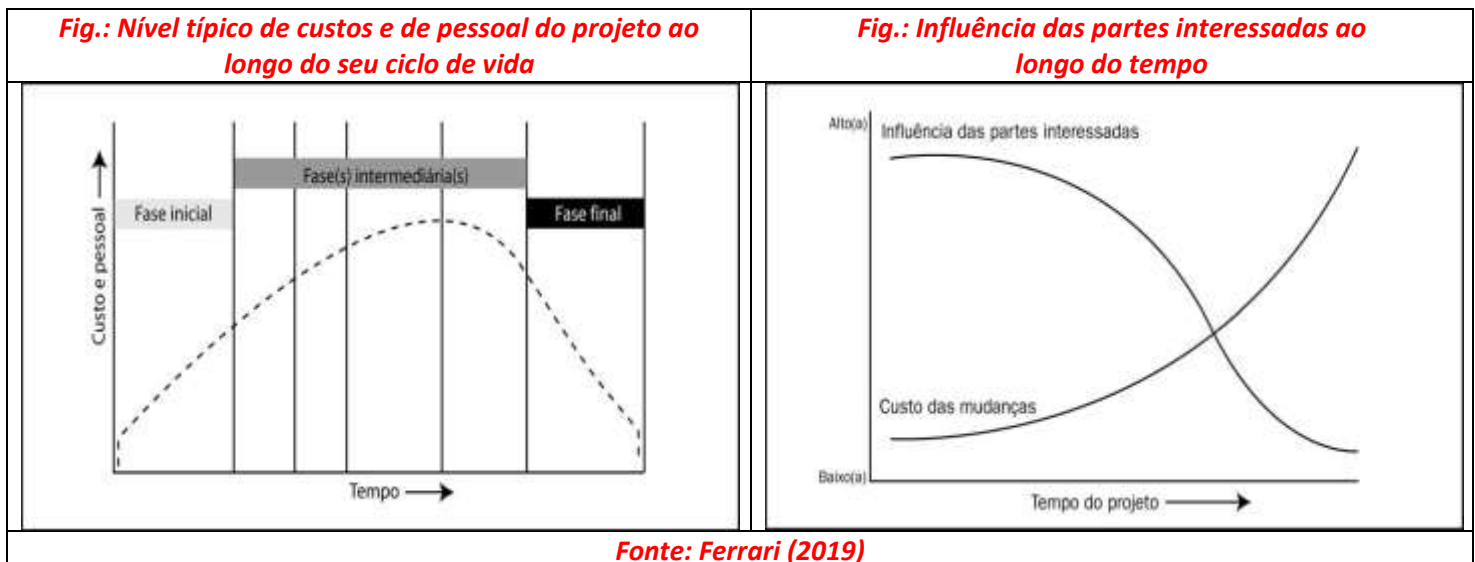 Fig.: Nível típico de custos e de pessoal do projeto ao
longo do seu ciclo de vida
Fig.: Influência das partes interessadas ao
longo do tempo
Custo e pessoal
Fase inicial
Fase(s) intermediária(s)
Fase final
Tempo
Alto(a)
Influência das partes interessadas
Custo das mudanças
Baixo(a)
Tempo do projeto
Fonte: Ferrari (2019)